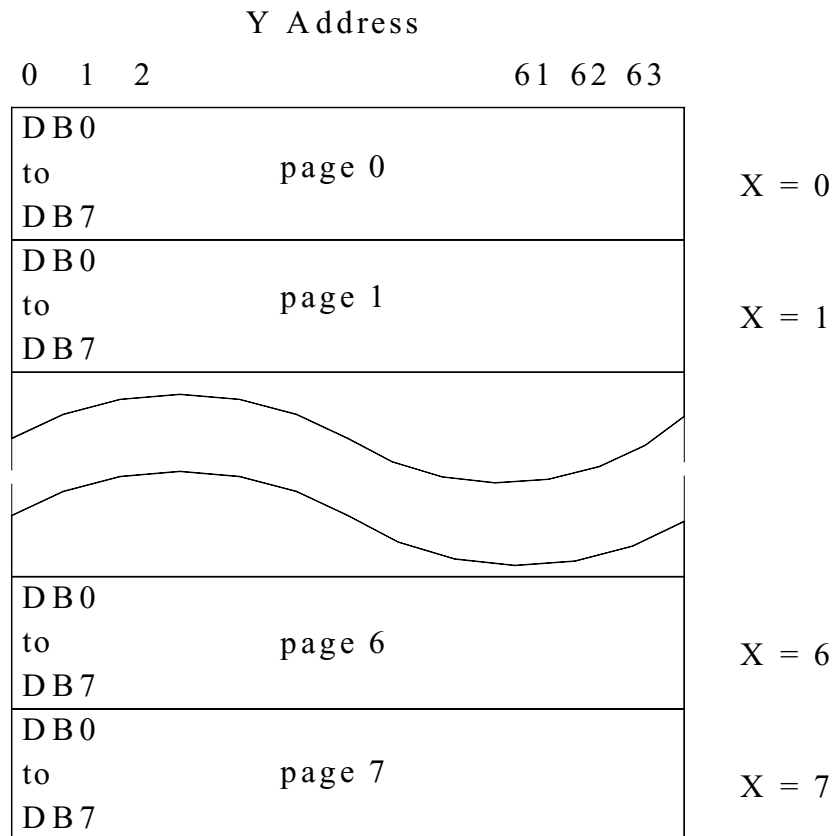 Y Address
0 1 2 61 62 63
DB0
to page 0 X = 0
DB7
DB0
to page 1 X = 1
DB7
DB0
to page 6 X = 6
DB7
DB0
to page 7 X = 7
DB7